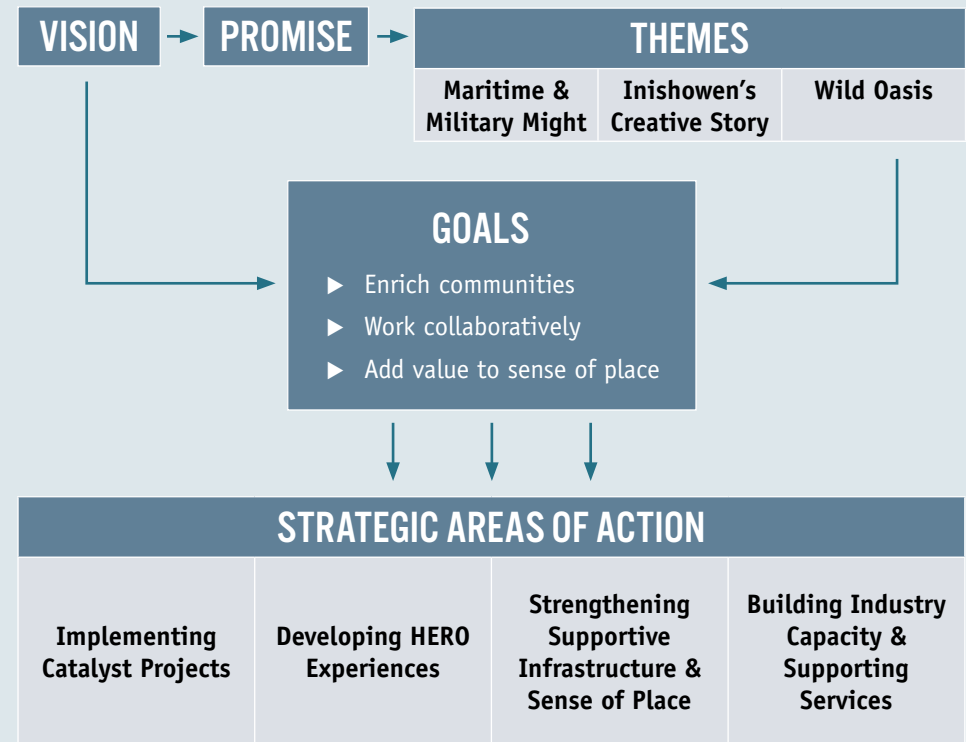 VISION
PROMISE
THEMES
Maritime &
Military Might
Inishowen’s
Creative Story
Wild Oasis
GOALS
▶ Enrich communities
▶ Work collaboratively
▶ Add value to sense of place
STRATEGIC AREAS OF ACTION
Implementing
Catalyst Projects
Developing HERO
Experiences
Strengthening
Supportive
Infrastructure &
Sense of Place
Building Industry
Capacity &
Supporting
Services